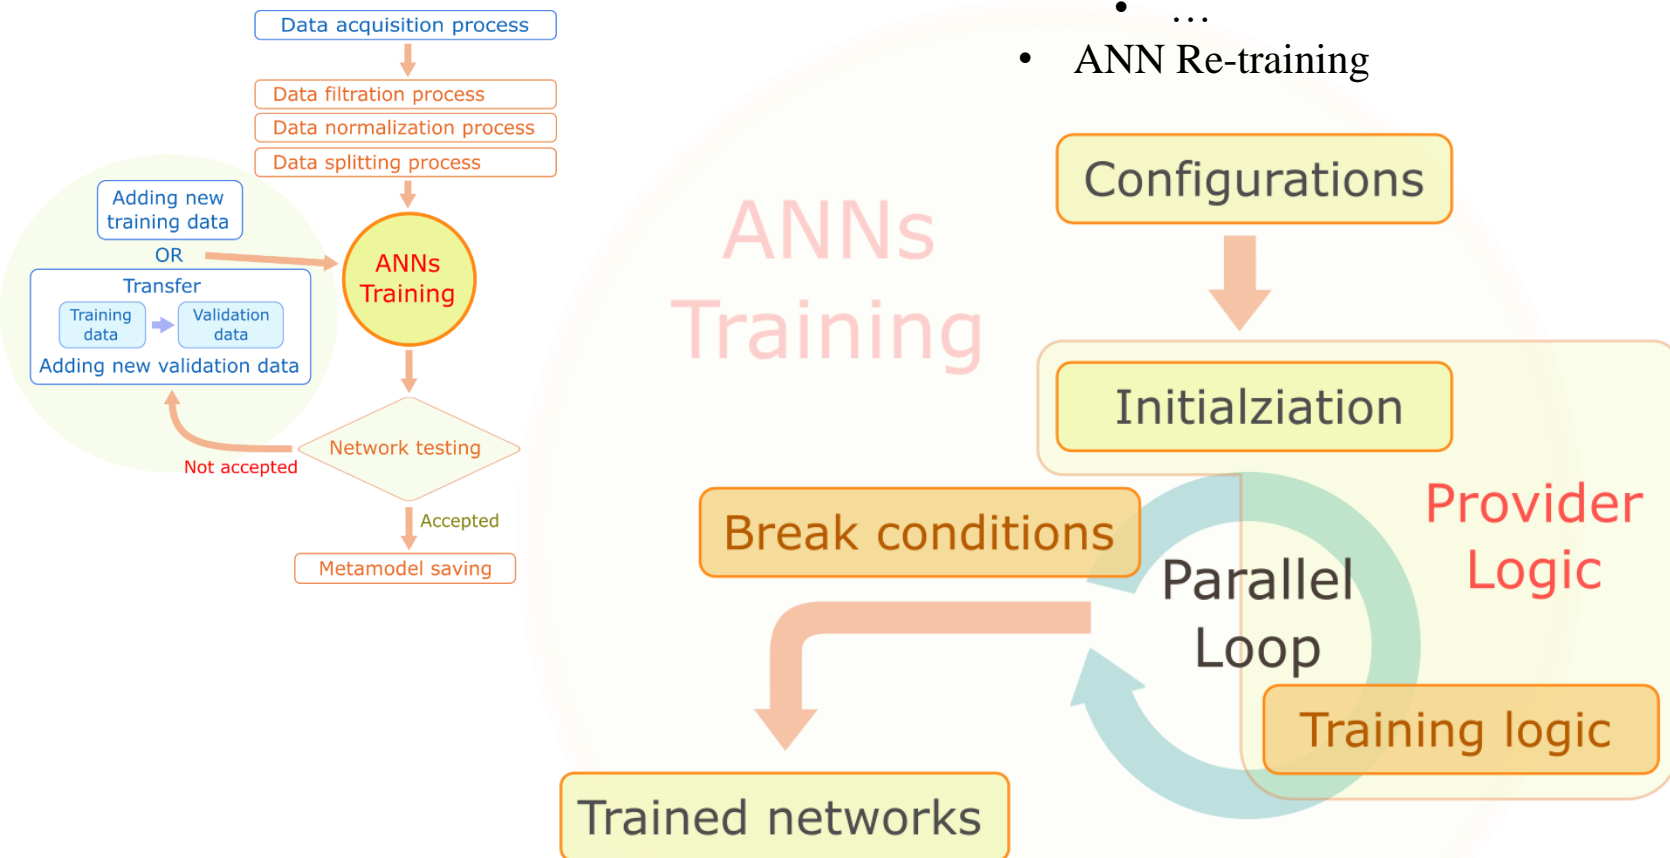 Data acquisition process
Data filtration process
Data normalization process
Data splitting process
Adding new
training data
OR
Transfer
Training
data
Validation
data
Adding new validation data
ANNs
Training
Network testing
Not accepted
Accepted
Metamodel saving
• …
• ANN Re-training
ANNs
Training
Configurations
Initialziation
Provider
Logic
Break conditions
Parallel
Loop
Training logic
Trained networks